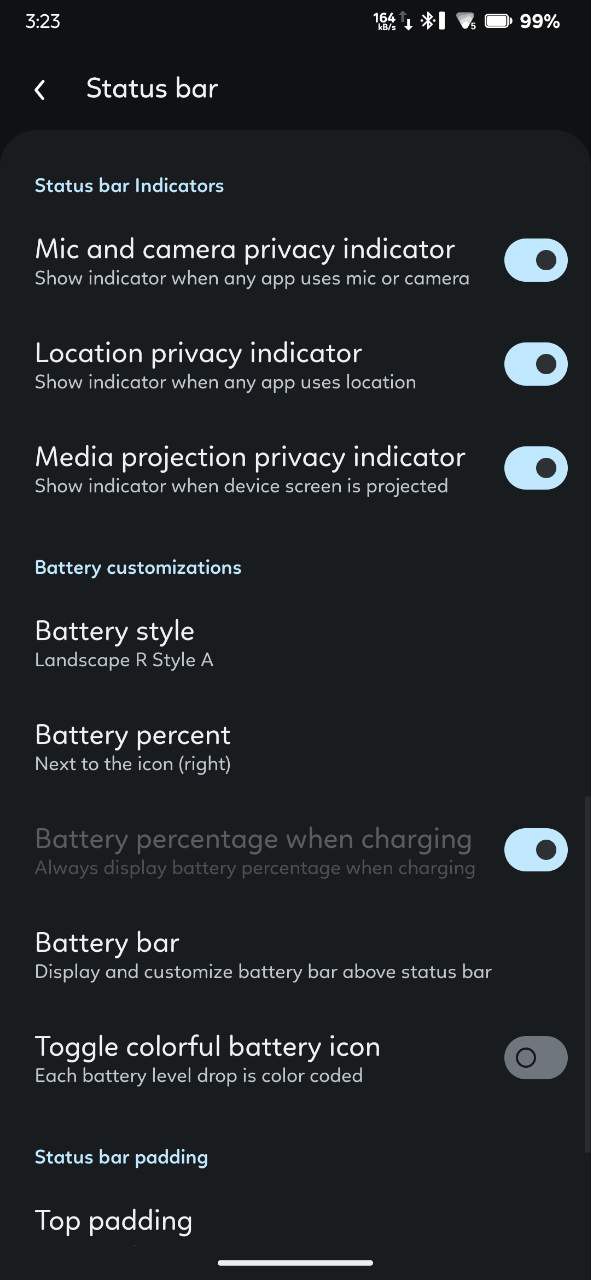 3:23
164
kB/s
5
99%
Status bar
Status bar Indicators
Mic and camera privacy indicator
Show indicator when any app uses mic or camera
Location privacy indicator
Show indicator when any app uses location
Media projection privacy indicator
Show indicator when device screen is projected
Battery customizations
Battery style
Landscape R Style A
Battery percent
Next to the icon (right)
Battery percentage when charging
Always display battery percentage when charging
Battery bar
Display and customize battery bar above status bar
Toggle colorful battery icon
Each battery level drop is color coded
Status bar padding
Top padding